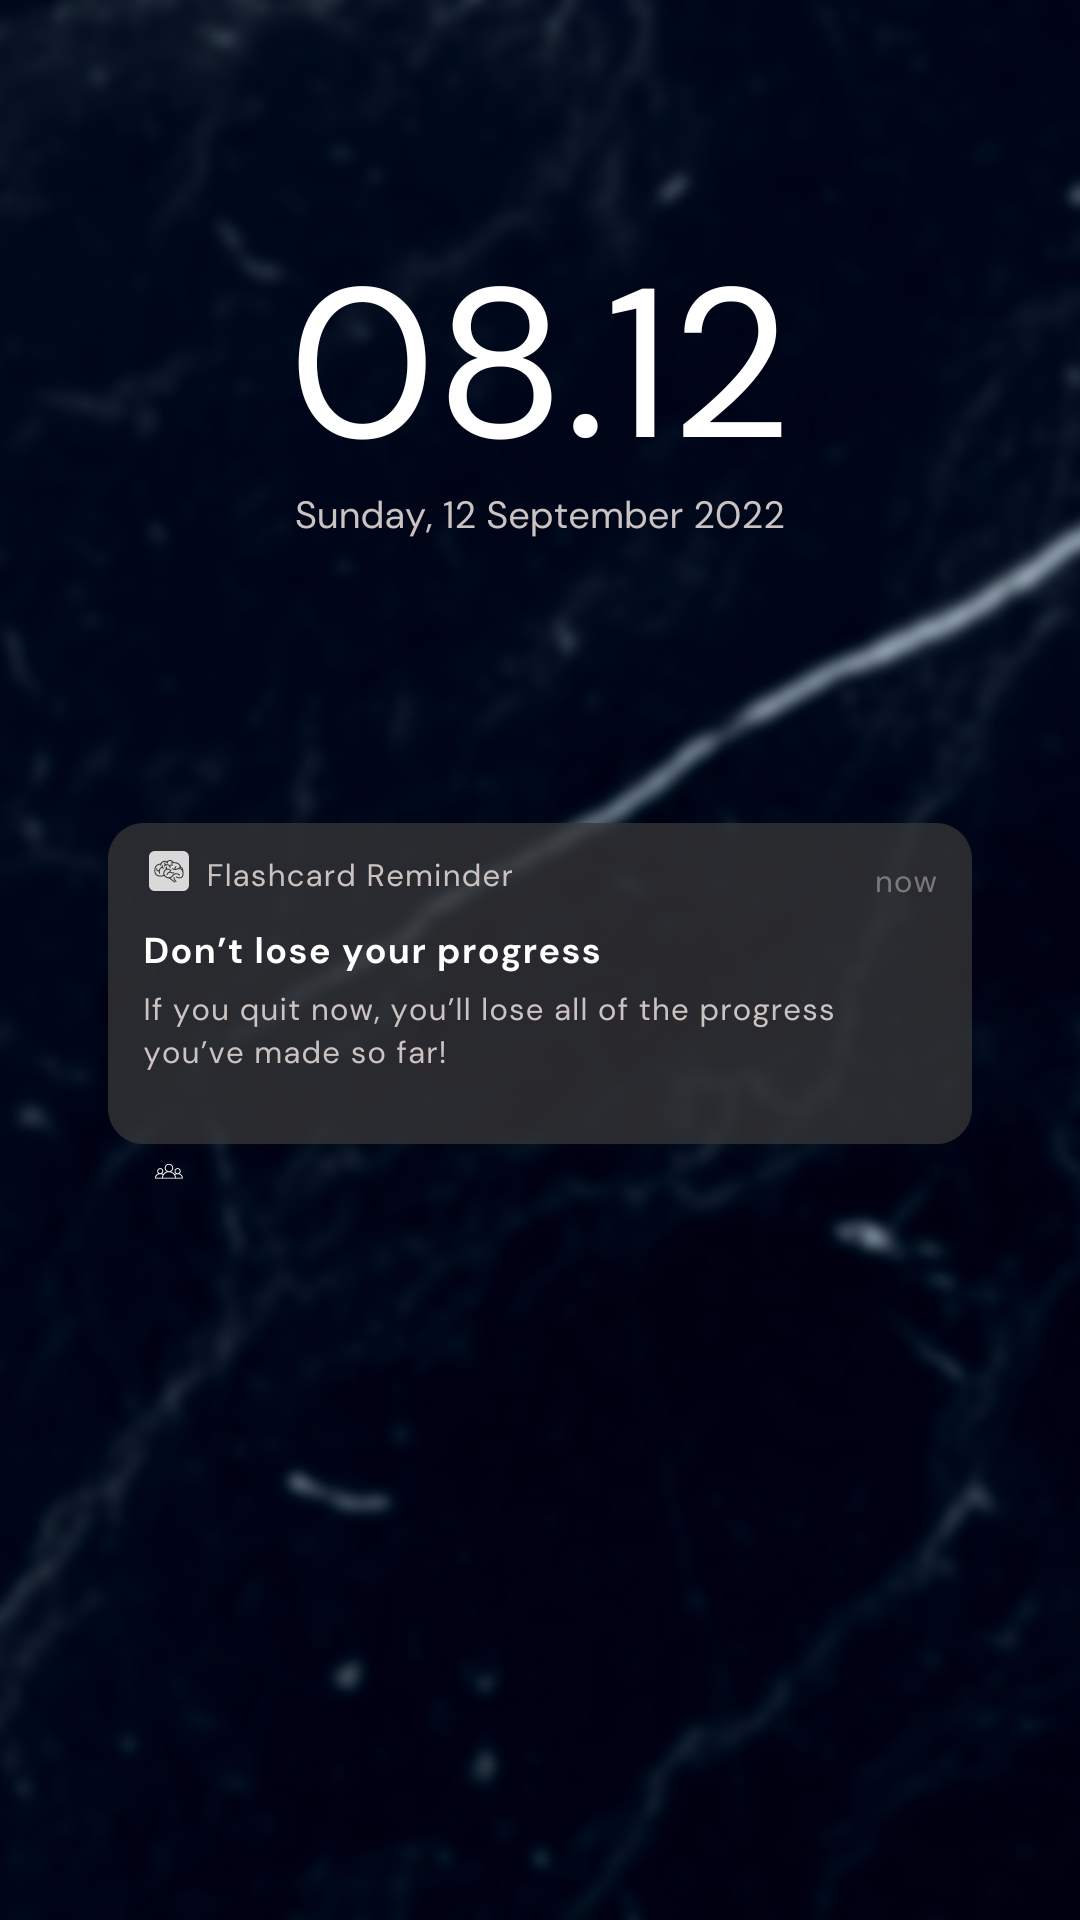 08.12
Sunday, 12 September 2022
Flashcard Reminder
now
Don’t lose your progress
If you quit now, you’ll lose all of the progress
you’ve made so far!